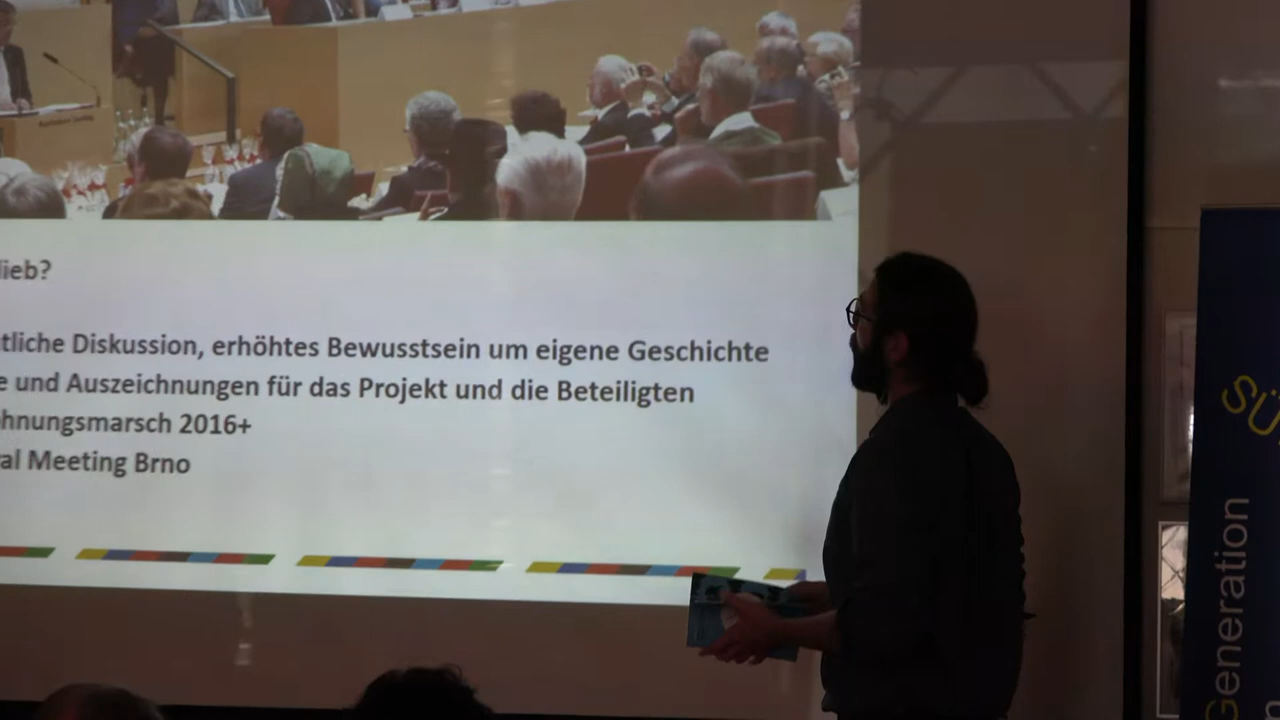 lieb?
tliche Diskussion, erhöhtes Bewusstsein um eigene Geschichte
e und Auszeichnungen für das Projekt und die Beteiligten
hnungsmarsch 2016+
al Meeting Brno
SÜ
Generation